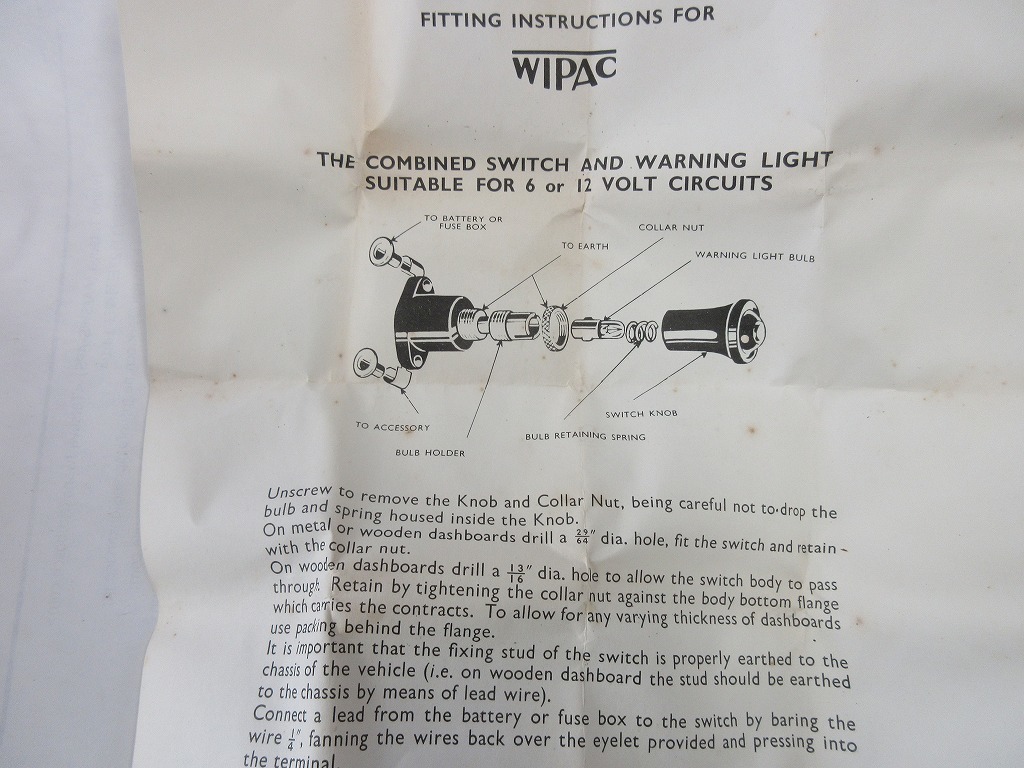 FITTING INSTRUCTIONS FOR
WIPAC
THE COMBINED SWITCH AND WARNING LIGHT
SUITABLE FOR 6 or 12 VOLT CIRCUITS
TO BATTERY OR
FUSE BOX
COLLAR NUT
TO EARTH
WARNING LIGHT BULB
SWITCH KNOB
TO ACCESSORY
BULB RETAINING SPRING
BULB HOLDER
Unscrew to remove the Knob and Collar Nut, being careful not to drop the
bulb and spring housed inside the Knob.
On metal or wooden dashboards drill a 29/64" dia. hole, fit the switch and retain -
with the collar nut.
On wooden dashboards drill a 13/16" dia. hole to allow the switch body to pass
through. Retain by tightening the collar nut against the body bottom flange
which carries the contracts. To allow for any varying thickness of dashboards
use packing behind the flange.
It is important that the fixing stud of the switch is properly earthed to the
chassis of the vehicle (i.e. on wooden dashboard the stud should be earthed
to the chassis by means of lead wire).
Connect a lead from the battery or fuse box to the switch by baring the
wire 1/4", fanning the wires back over the eyelet provided and pressing into
the terminal.